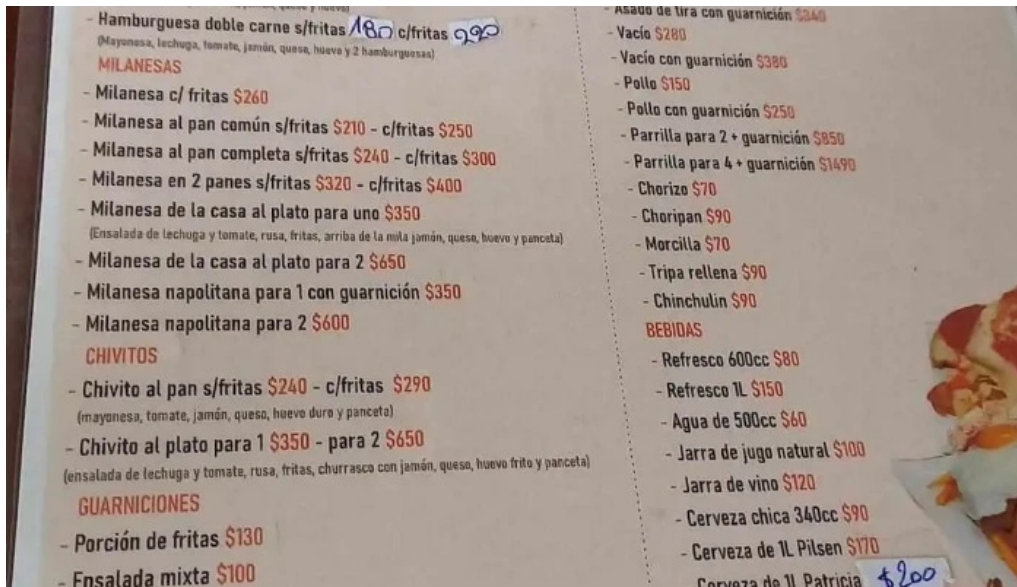 - Hamburguesa doble carne s/fritas 180 c/fritas 220
(Mayonesa, lechuga, tomate, jamón, queso, huevo y 2 hamburguesas)
MILANESAS
- Milanesa c/ fritas $260
- Milanesa al pan común s/fritas $210 - c/fritas $250
- Milanesa al pan completa s/fritas $240 - c/fritas $300
- Milanesa en 2 panes s/fritas $320 - c/fritas $400
- Milanesa de la casa al plato para uno $350
(Ensalada de lechuga y tomate, rusa, fritas, arriba de la mila jamón, queso, huevo y panceta)
- Milanesa de la casa al plato para 2 $650
- Milanesa napolitana para 1 con guarnición $350
- Milanesa napolitana para 2 $600
CHIVITOS
- Chivito al pan s/fritas $240 - c/fritas $290
(mayonesa, tomate, jamón, queso, huevo duro y panceta)
- Chivito al plato para 1 $350 - para 2 $650
(ensalada de lechuga y tomate, rusa, fritas, churrasco con jamón, queso, huevo frito y panceta)
GUARNICIONES
- Porción de fritas $130
- Ensalada mixta $100
- Asado de tira con guarnición $340
- Vacío $280
- Vacío con guarnición $380
- Pollo $150
- Pollo con guarnición $250
- Parrilla para 2 + guarnición $850
- Parrilla para 4 + guarnición $1490
- Chorizo $70
- Choripan $90
- Morcilla $70
- Tripa rellena $90
- Chinchulin $90
BEBIDAS
- Refresco 600cc $80
- Refresco 1L $150
- Agua de 500cc $60
- Jarra de jugo natural $100
- Jarra de vino $120
- Cerveza chica 340cc $90
- Cerveza de 1L Pilsen $170
- Cerveza de 1L Patricia $200